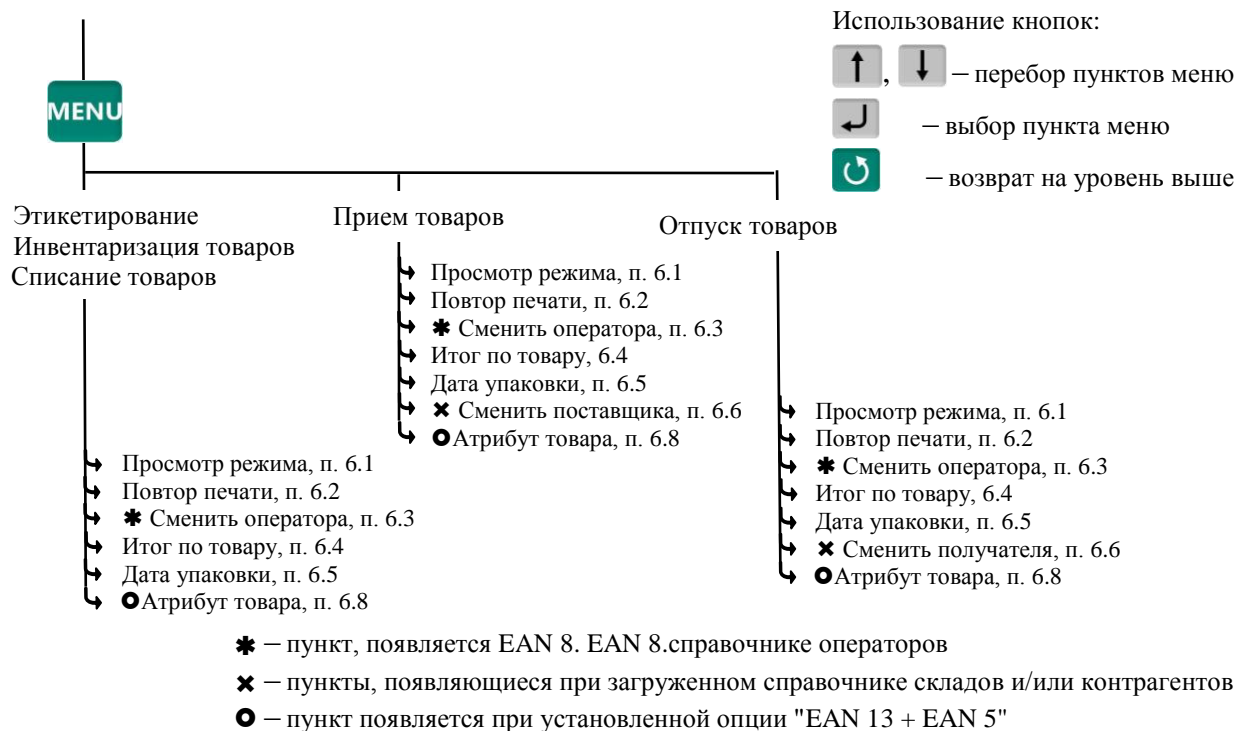 Использование кнопок:
↑, ↓ – перебор пунктов меню
– выбор пункта меню
– возврат на уровень выше
MENU
Этикетирование
Инвентаризация товаров
Списание товаров
Просмотр режима, п. 6.1
Повтор печати, п. 6.2
✱ Сменить оператора, п. 6.3
Итог по товару, п. 6.4
Дата упаковки, п. 6.5
Атрибут товара, п. 6.8
Прием товаров
Просмотр режима, п. 6.1
Повтор печати, п. 6.2
✱ Сменить оператора, п. 6.3
Итог по товару, 6.4
Дата упаковки, п. 6.5
✖ Сменить поставщика, п. 6.6
Атрибут товара, п. 6.8
Отпуск товаров
Просмотр режима, п. 6.1
Повтор печати, п. 6.2
✱ Сменить оператора, п. 6.3
Итог по товару, 6.4
Дата упаковки, п. 6.5
✖ Сменить получателя, п. 6.6
Атрибут товара, п. 6.8
✱ – пункт, появляется EAN 8. EAN 8.справочнике операторов
✖ – пункты, появляющиеся при загруженном справочнике складов и/или контрагентов
– пункт появляется при установленной опции "EAN 13 + EAN 5"